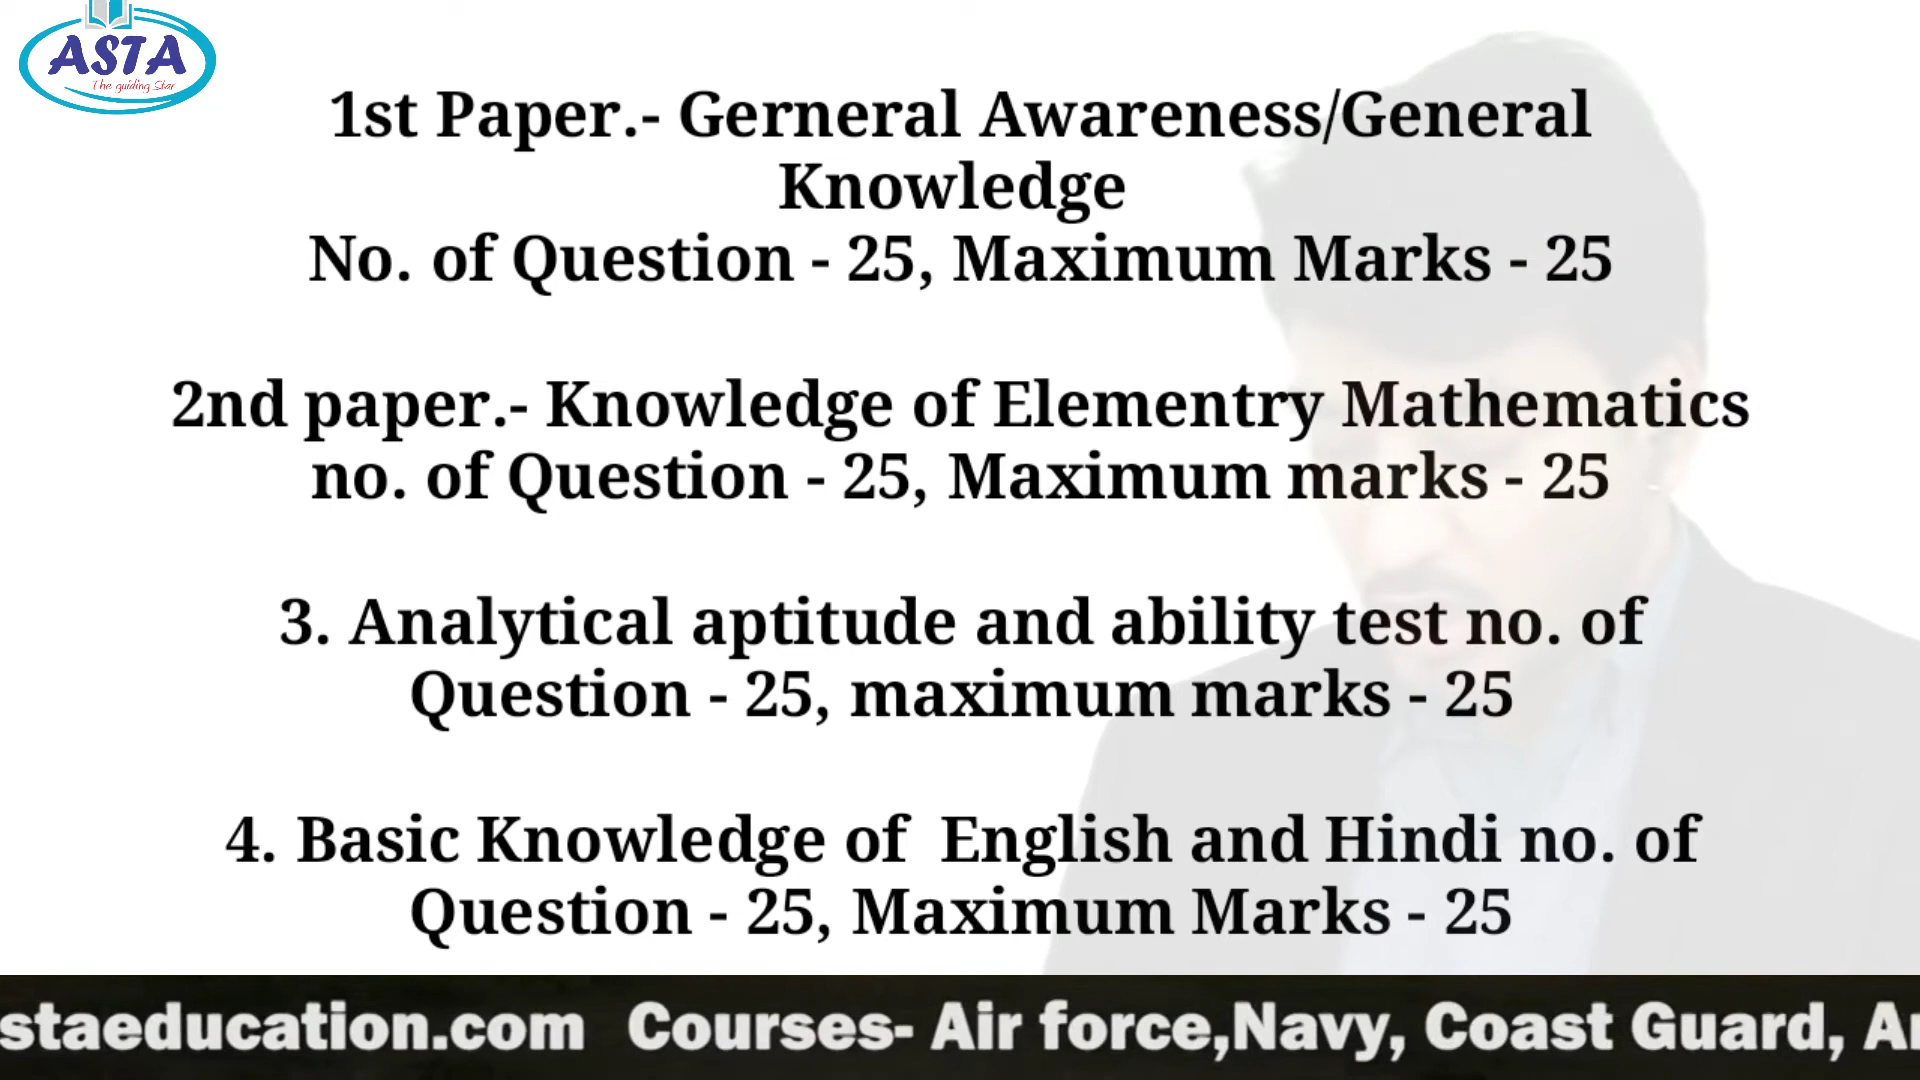 ASTA
The guiding Star
1st Paper.- Gerneral Awareness/General
Knowledge
No. of Question - 25, Maximum Marks - 25
2nd paper.- Knowledge of Elementry Mathematics
no. of Question - 25, Maximum marks - 25
3. Analytical aptitude and ability test no. of
Question - 25, maximum marks - 25
4. Basic Knowledge of  English and Hindi no. of
Question - 25, Maximum Marks - 25
staeducation.com Courses- Air force,Navy, Coast Guard,